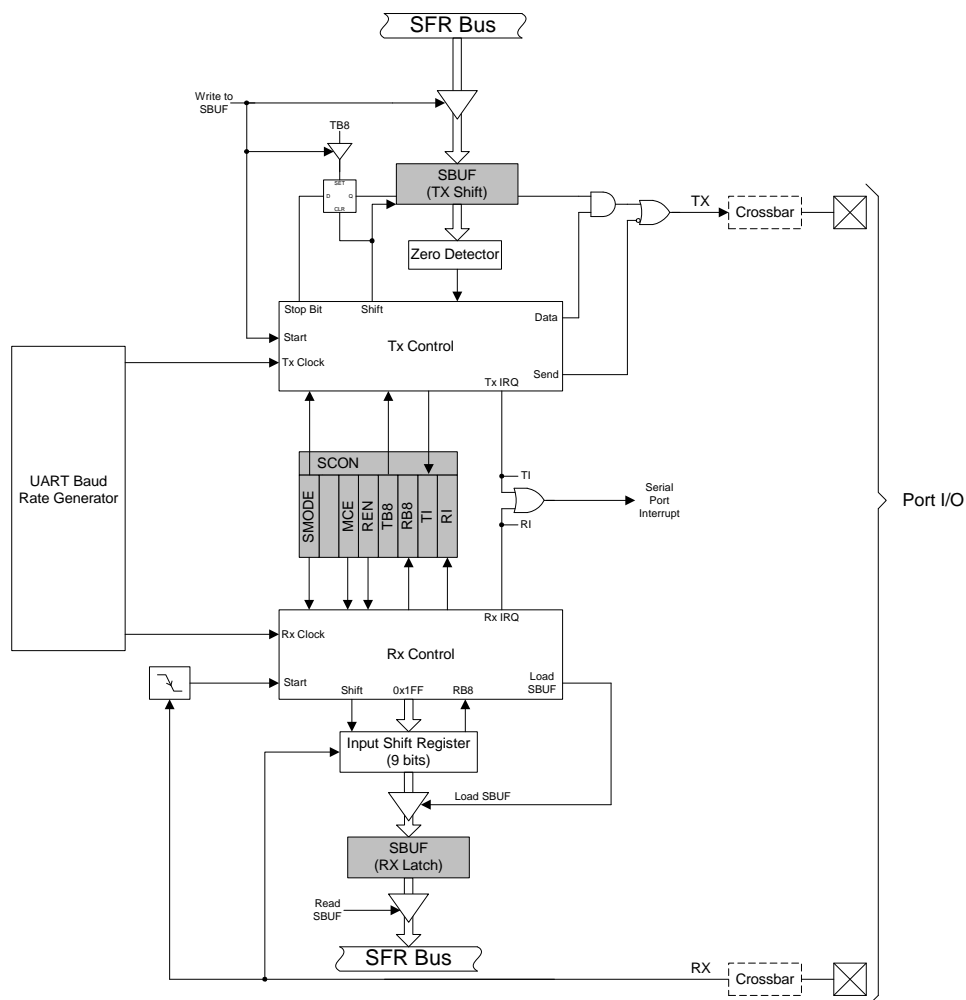 SFR Bus
Write to
SBUF
TB8
SET
D
Q
CLR
SBUF
(TX Shift)
TX
Crossbar
Zero Detector
Stop Bit
Shift
Data
Start
Tx Control
Tx Clock
Send
Tx IRQ
UART Baud
Rate Generator
SCON
SMODE
MCE
REN
TB8
RB8
TI
RI
TI
Serial
Port
Interrupt
RI
Port I/O
Rx IRQ
Rx Clock
Rx Control
Start
Load
SBUF
Shift
0x1FF
RB8
Input Shift Register
(9 bits)
Load SBUF
SBUF
(RX Latch)
Read
SBUF
SFR Bus
RX
Crossbar